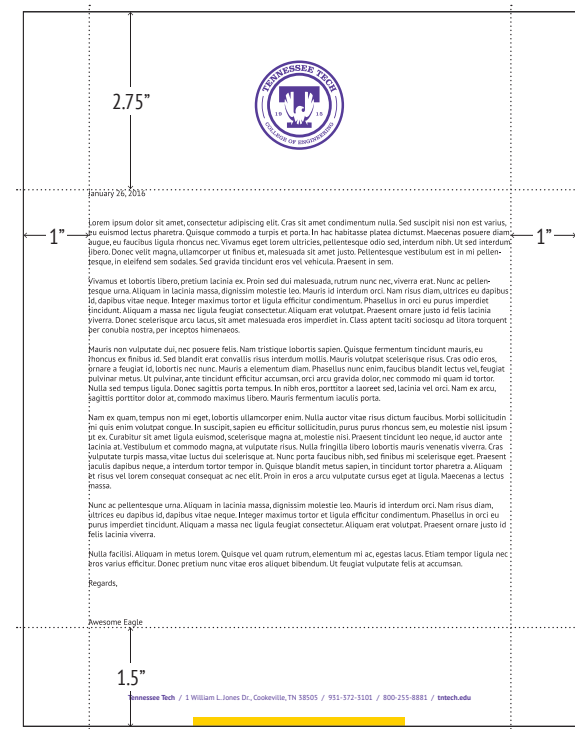 TENNESSEE TECH
19 15
COLLEGE OF ENGINEERING
2.75”
January 26, 2016
1”
1”
Lorem ipsum dolor sit amet, consectetur adipiscing elit. Cras sit amet condimentum nulla. Sed suscipit nisi non est varius,
eu euismod lectus pharetra. Quisque commodo a turpis et porta. In hac habitasse platea dictumst. Maecenas posuere diam
augue, eu faucibus ligula rhoncus nec. Vivamus eget lorem ultricies, pellentesque odio sed, interdum nibh. Ut sed interdum
libero. Donec velit magna, ullamcorper ut finibus et, malesuada sit amet justo. Pellentesque vestibulum est in mi pellen-
tesque, in eleifend sem sodales. Sed gravida tincidunt eros vel vehicula. Praesent in sem.
Vivamus et lobortis libero, pretium lacinia ex. Proin sed dui malesuada, rutrum nunc nec, viverra erat. Nunc ac pellen-
tesque urna. Aliquam in lacinia massa, dignissim molestie leo. Mauris id interdum orci. Nam risus diam, ultrices eu dapibus
id, dapibus vitae neque. Integer maximus tortor et ligula efficitur condimentum. Phasellus in orci eu purus imperdiet
tincidunt. Aliquam a massa nec ligula feugiat consectetur. Aliquam erat volutpat. Praesent ornare justo id felis lacinia
viverra. Donec scelerisque arcu lacus, sit amet malesuada eros imperdiet in. Class aptent taciti sociosqu ad litora torquent
per conubia nostra, per inceptos himenaeos.
Mauris non vulputate dui, nec posuere felis. Nam tristique lobortis sapien. Quisque fermentum tincidunt mauris, eu
rhoncus ex finibus id. Sed blandit erat convallis risus interdum mollis. Mauris volutpat scelerisque risus. Cras odio eros,
ornare a feugiat id, lobortis nec nunc. Mauris a elementum diam. Phasellus nunc enim, faucibus blandit lectus vel, feugiat
pulvinar metus. Ut pulvinar, ante tincidunt efficitur accumsan, orci arcu gravida dolor, nec commodo mi quam id tortor.
Nulla sed tempus ligula. Donec sagittis porta tempus. In nibh eros, porttitor a laoreet sed, lacinia vel orci. Nam ex arcu,
sagittis porttitor dolor at, commodo maximus libero. Mauris fermentum iaculis porta.
Nam ex quam, tempus non mi eget, lobortis ullamcorper enim. Nulla auctor vitae risus dictum faucibus. Morbi sollicitudin
mi quis enim volutpat congue. In suscipit, sapien eu efficitur sollicitudin, purus purus rhoncus sem, eu molestie nisl ipsum
ut ex. Curabitur sit amet ligula euismod, scelerisque magna at, molestie nisi. Praesent tincidunt leo neque, id auctor ante
lacinia at. Vestibulum et commodo magna, at vulputate risus. Nulla fringilla libero lobortis mauris venenatis viverra. Cras
vulputate turpis massa, vitae luctus dui scelerisque at. Nunc porta faucibus nibh, sed finibus mi scelerisque eget. Praesent
iaculis dapibus neque, a interdum tortor tempor in. Quisque blandit metus sapien, in tincidunt tortor pharetra a. Aliquam
et risus vel lorem consequat consequat ac nec elit. Proin in eros a arcu vulputate cursus eget at ligula. Maecenas a lectus
massa.
Nunc ac pellentesque urna. Aliquam in lacinia massa, dignissim molestie leo. Mauris id interdum orci. Nam risus diam,
ultrices eu dapibus id, dapibus vitae neque. Integer maximus tortor et ligula efficitur condimentum. Phasellus in orci eu
purus imperdiet tincidunt. Aliquam a massa nec ligula feugiat consectetur. Aliquam erat volutpat. Praesent ornare justo id
felis lacinia viverra.
Nulla facilisi. Aliquam in metus lorem. Quisque vel quam rutrum, elementum mi ac, egestas lacus. Etiam tempor ligula nec
eros varius efficitur. Donec pretium nunc vitae eros aliquet bibendum. Ut feugiat vulputate felis at accumsan.
Regards,
Awesome Eagle
1.5”
Tennessee Tech / 1 William L. Jones Dr., Cookeville, TN 38505 / 931-372-3101 / 800-255-8881 / tntech.edu